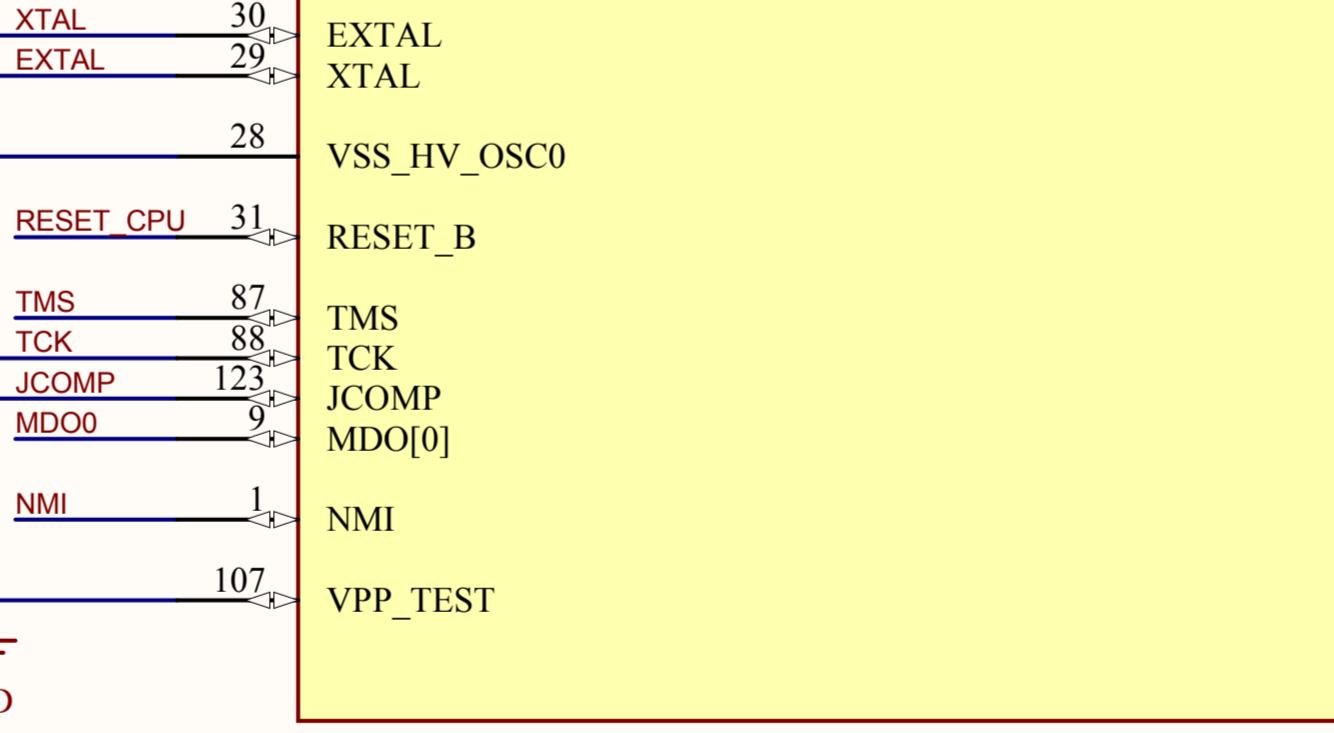 XTAL 30 EXTAL
EXTAL 29 XTAL
28 VSS_HV_OSC0
RESET_CPU 31 RESET_B
TMS 87 TMS
TCK 88 TCK
JCOMP 123 JCOMP
MDO0 9 MDO[0]
NMI 1 NMI
107 VPP_TEST